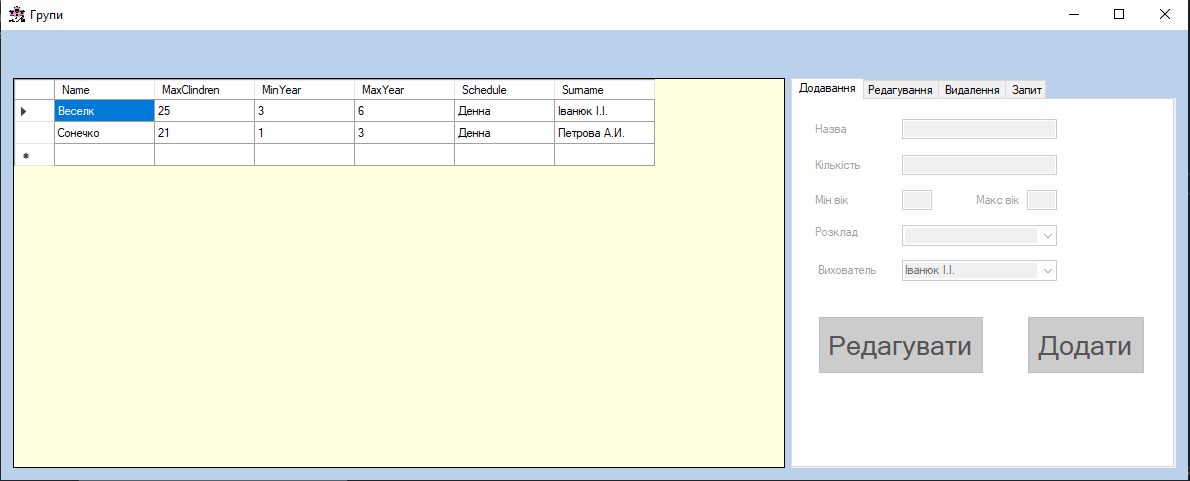 Групи
Name MaxClindren MinYear MaxYear Schedule Surname
Веселк 25 3 6 Денна Іванюк І.І.
Сонечко 21 1 3 Денна Петрова А.И.
Додавання Редагування Видалення Запит
Назва
Кількість
Мін вік Макс вік
Розклад
Вихователь Іванюк І.І.
Редагувати Додати